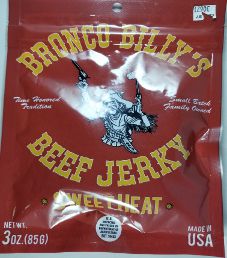 BRONCO BILLY'S
Time Honored
Tradition
Small Batch
Family Owned
BEEF JERKY
SWEET HEAT
NET WT.
3 OZ. (85G)
MADE IN
USA